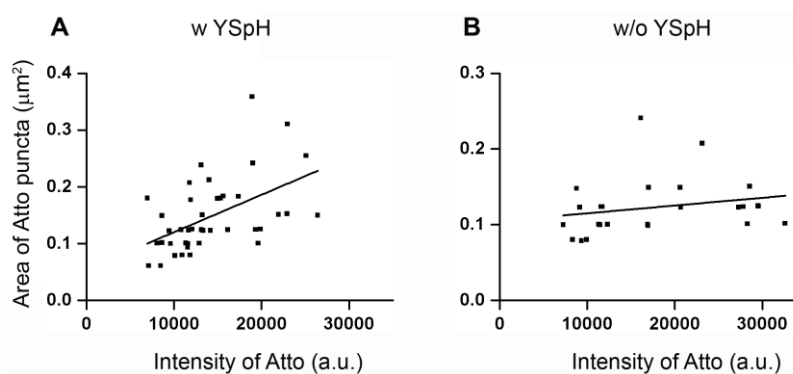 A w YSpH
B w/o YSpH
Area of Atto puncta (μm²)
0.4
0.3
0.2
0.1
0.0
0 10000 20000 30000
Intensity of Atto (a.u.)
0.3
0.2
0.1
0.0
0 10000 20000 30000
Intensity of Atto (a.u.)